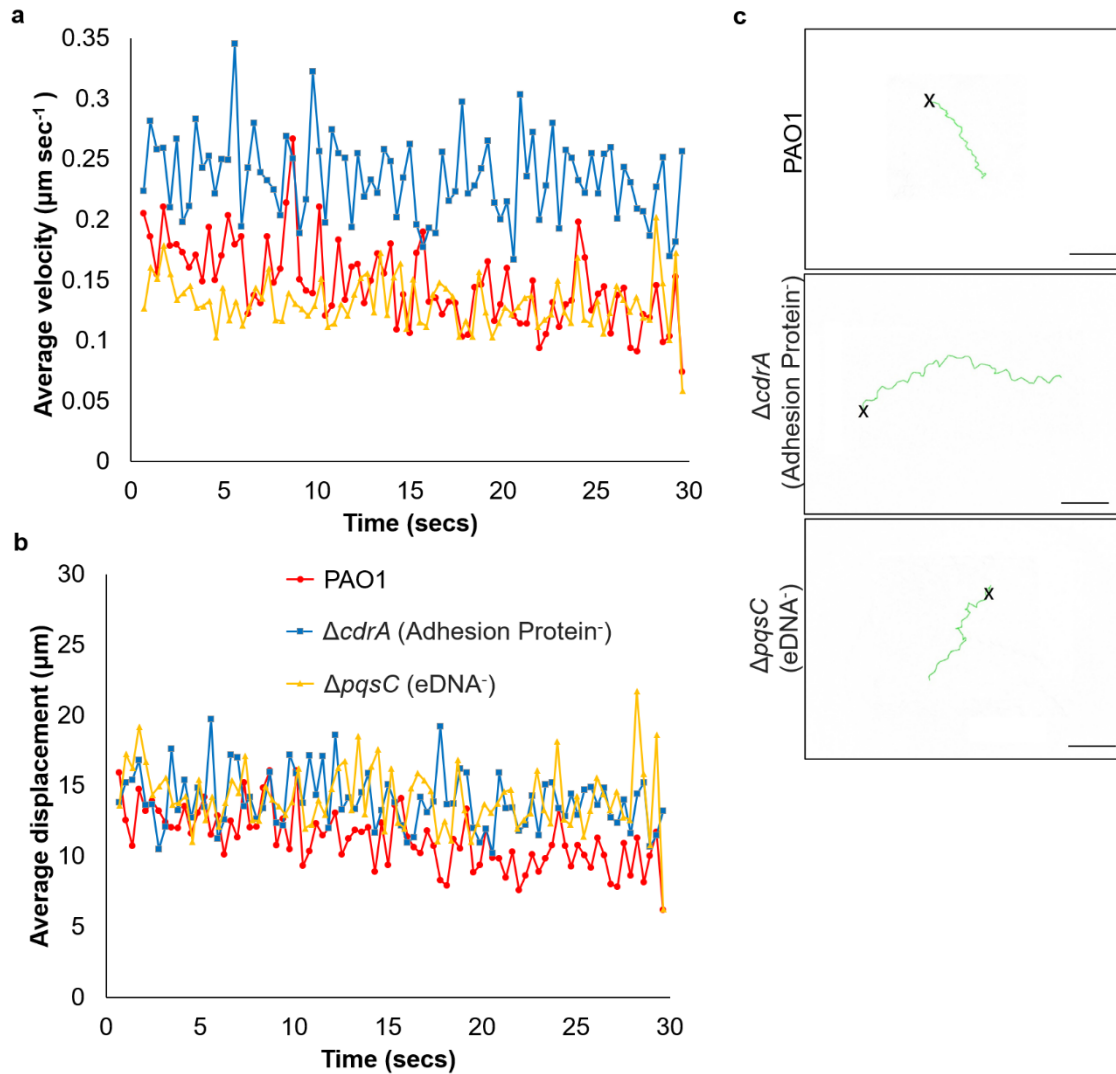 a
Average velocity (µm sec⁻¹ )
0.35
0.3
0.25
0.2
0.15
0.1
0.05
0
0 5 10 15 20 25 30
Time (secs)
b
Average displacement (µm)
30
25
20
15
10
5
0
PAO1
ΔcdrA (Adhesion Protein⁻)
ΔpqsC (eDNA⁻)
0 5 10 15 20 25 30
Time (secs)
c
PAO1
X
ΔcdrA
(Adhesion Protein⁻)
X
ΔpqsC
(eDNA⁻)
X